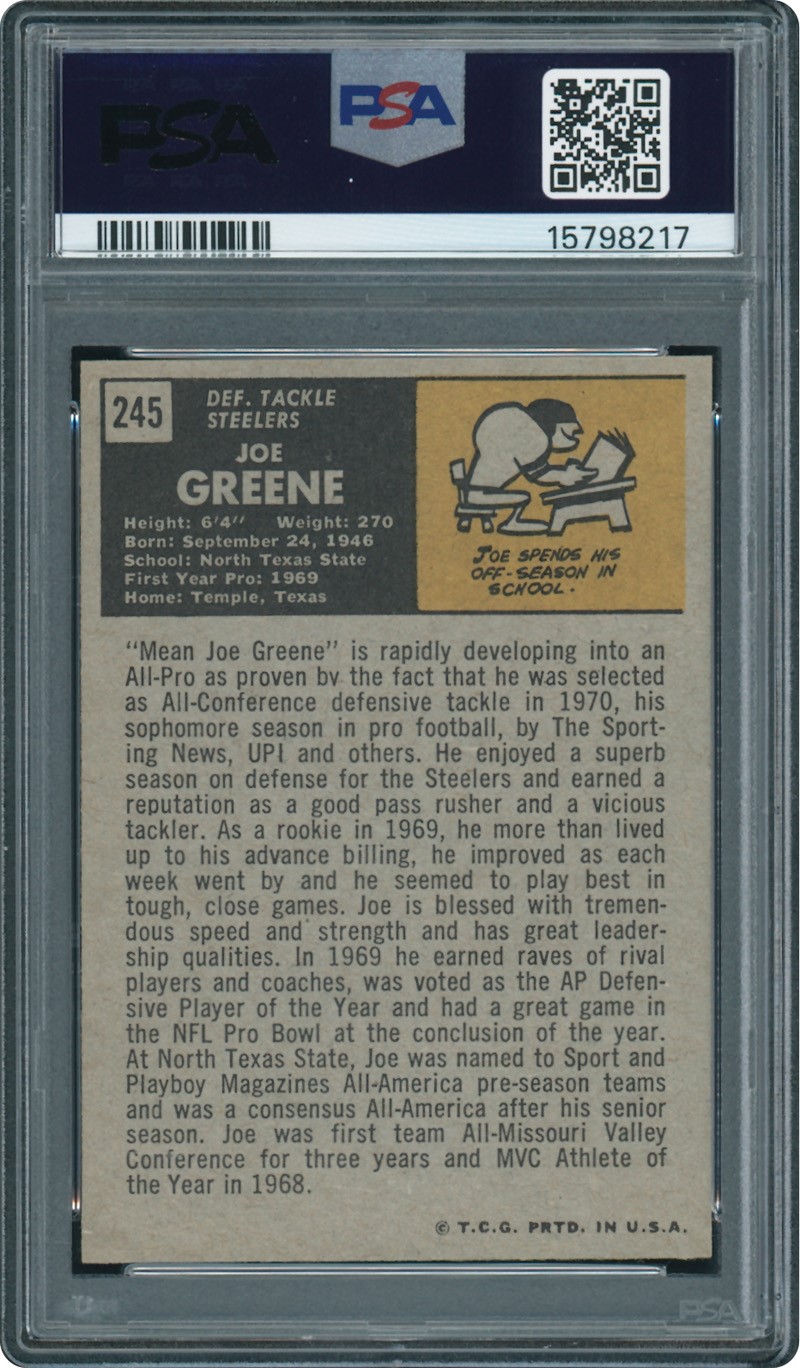 PSA
PSA
15798217
245
DEF. TACKLE
STEELERS
JOE
GREENE
Height: 6'4" Weight: 270
Born: September 24, 1946
School: North Texas State
First Year Pro: 1969
Home: Temple, Texas
JOE SPENDS HIS
OFF-SEASON IN
SCHOOL.
"Mean Joe Greene" is rapidly developing into an
All-Pro as proven by the fact that he was selected
as All-Conference defensive tackle in 1970, his
sophomore season in pro football, by The Sport-
ing News, UPI and others. He enjoyed a superb
season on defense for the Steelers and earned a
reputation as a good pass rusher and a vicious
tackler. As a rookie in 1969, he more than lived
up to his advance billing, he improved as each
week went by and he seemed to play best in
tough, close games. Joe is blessed with tremen-
dous speed and strength and has great leader-
ship qualities. In 1969 he earned raves of rival
players and coaches, was voted as the AP Defen-
sive Player of the Year and had a great game in
the NFL Pro Bowl at the conclusion of the year.
At North Texas State, Joe was named to Sport and
Playboy Magazines All-America pre-season teams
and was a consensus All-America after his senior
season. Joe was first team All-Missouri Valley
Conference for three years and MVC Athlete of
the Year in 1968.
© T.C.G. PRTD. IN U.S.A.
PSA